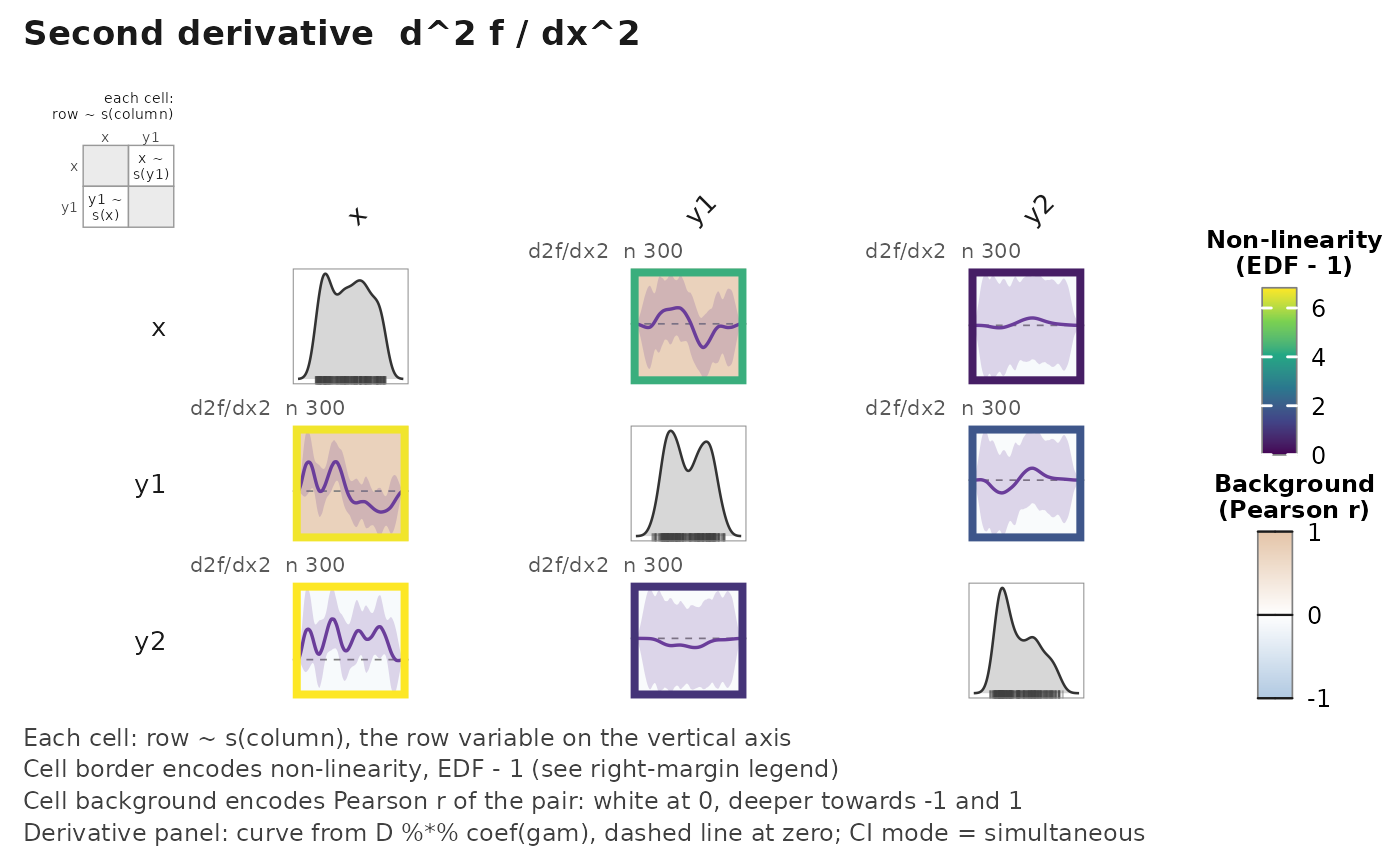 Second derivative  d^2 f / dx^2
each cell:
row ~ s(column)
x y1
x
x ~
s(y1)
y1
y1 ~
s(x)
x y1 y2
d2f/dx2  n 300
d2f/dx2  n 300
x
d2f/dx2  n 300
d2f/dx2  n 300
y1
d2f/dx2  n 300
d2f/dx2  n 300
y2
Non-linearity
(EDF - 1)
6
4
2
0
Background
(Pearson r)
1
0
-1
Each cell: row ~ s(column), the row variable on the vertical axis
Cell border encodes non-linearity, EDF - 1 (see right-margin legend)
Cell background encodes Pearson r of the pair: white at 0, deeper towards -1 and 1
Derivative panel: curve from D %*% coef(gam), dashed line at zero; CI mode = simultaneous